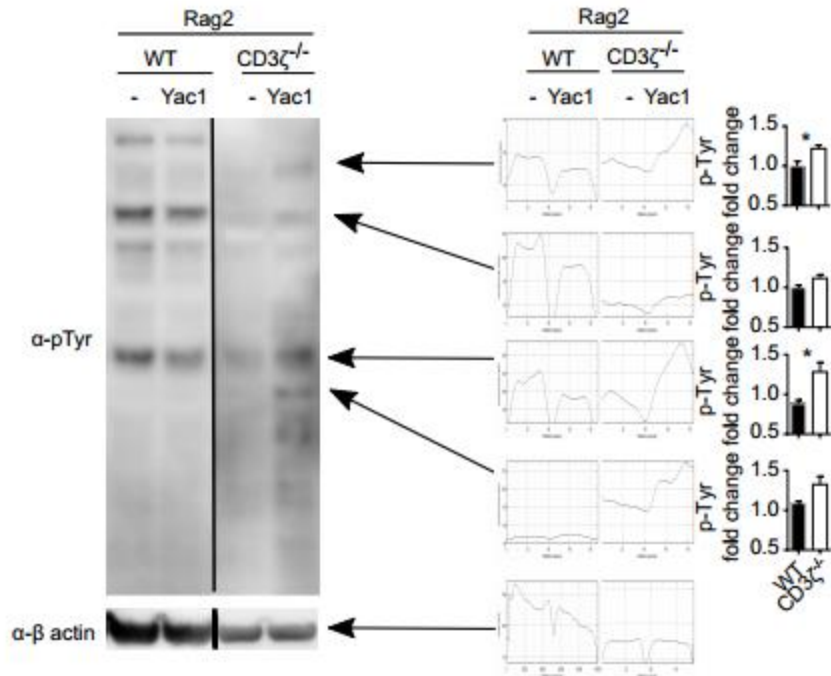 Rag2
WT CD3ζ-/-
- Yac1 - Yac1
α-pTyr
α-β actin
Rag2
WT CD3ζ-/-
- Yac1 - Yac1
p-Tyr
fold change
1.5
1.0
0.5
*
p-Tyr
fold change
1.5
1.0
0.5
p-Tyr
fold change
1.5
1.0
0.5
*
p-Tyr
fold change
1.5
1.0
0.5
WT
CD3ζ-/-